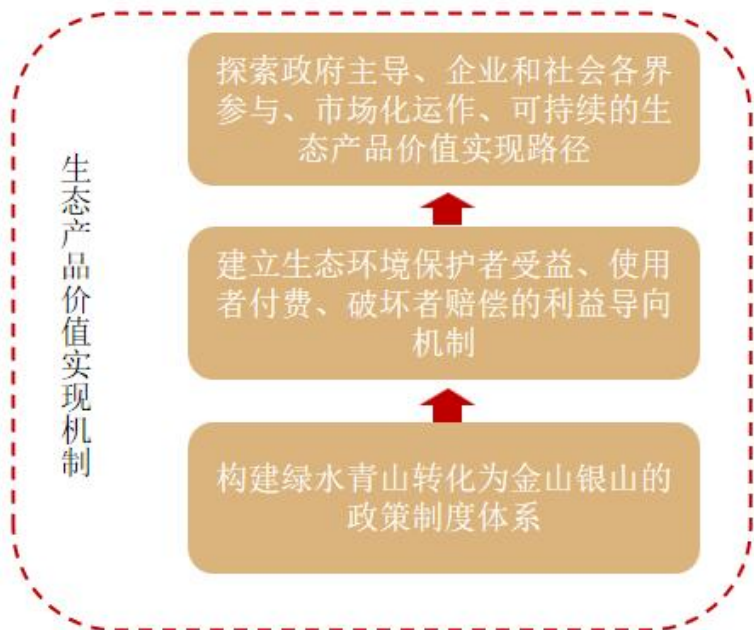 生态产品价值实现机制
探索政府主导、企业和社会各界
参与、市场化运作、可持续的生
态产品价值实现路径
建立生态环境保护者受益、使用
者付费、破坏者赔偿的利益导向
机制
构建绿水青山转化为金山银山的
政策制度体系